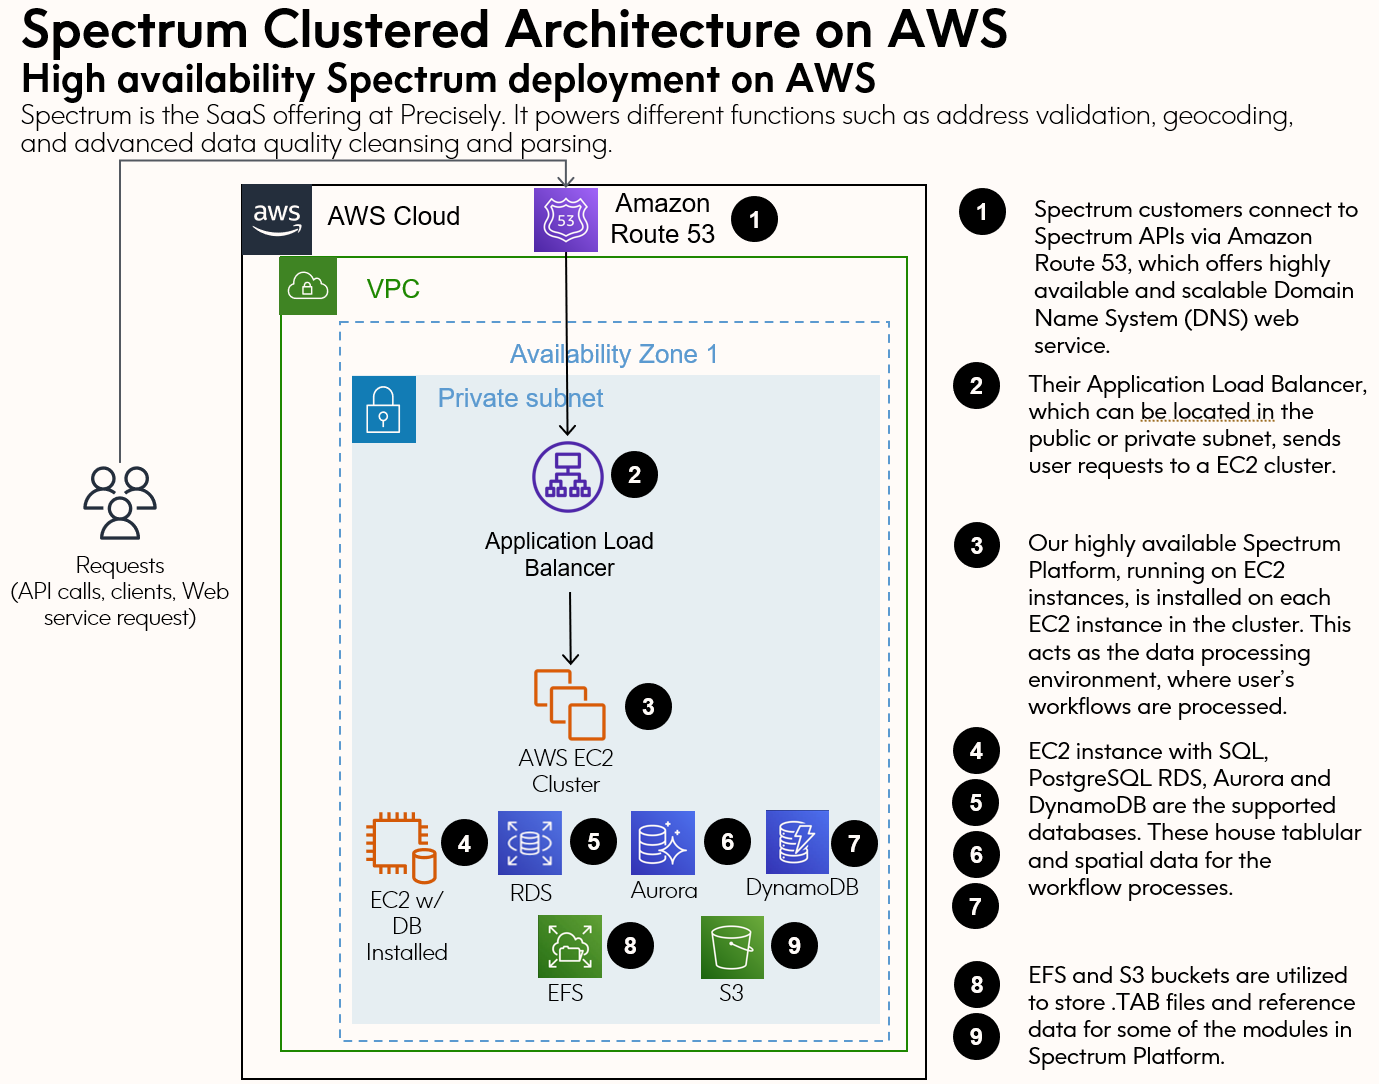 Spectrum Clustered Architecture on AWS
High availability Spectrum deployment on AWS
Spectrum is the SaaS offering at Precisely. It powers different functions such as address validation, geocoding,
and advanced data quality cleansing and parsing.
aws
AWS Cloud
53
Amazon
Route 53
1
VPC
Availability Zone 1
Private subnet
2
Application Load
Balancer
Requests
(API calls, clients, Web
service request)
3
AWS EC2
Cluster
4
5
6
7
EC2 w/
DB
Installed
RDS
Aurora
DynamoDB
8
9
EFS
S3
1
Spectrum customers connect to
Spectrum APIs via Amazon
Route 53, which offers highly
available and scalable Domain
Name System (DNS) web
service.
2
Their Application Load Balancer,
which can be located in the
public or private subnet, sends
user requests to a EC2 cluster.
3
Our highly available Spectrum
Platform, running on EC2
instances, is installed on each
EC2 instance in the cluster. This
acts as the data processing
environment, where user's
workflows are processed.
4
5
6
7
EC2 instance with SQL,
PostgreSQL RDS, Aurora and
DynamoDB are the supported
databases. These house tablular
and spatial data for the
workflow processes.
8
9
EFS and S3 buckets are utilized
to store .TAB files and reference
data for some of the modules in
Spectrum Platform.